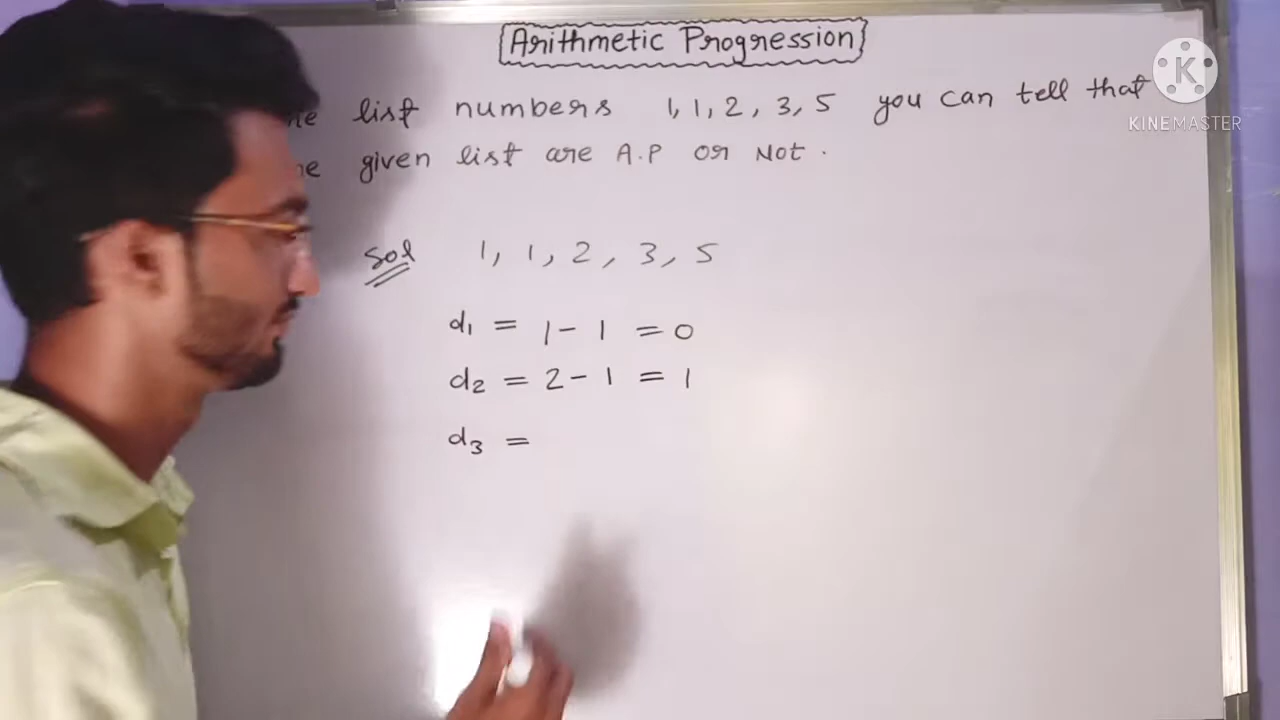 Arithmetic Progression
list numbers 1, 1, 2, 3, 5 you can tell that
given list are A.P or Not .
Sol 1, 1, 2, 3, 5
d₁ = 1 - 1 = 0
d₂ = 2 - 1 = 1
d₃ =
K
KINEMASTER